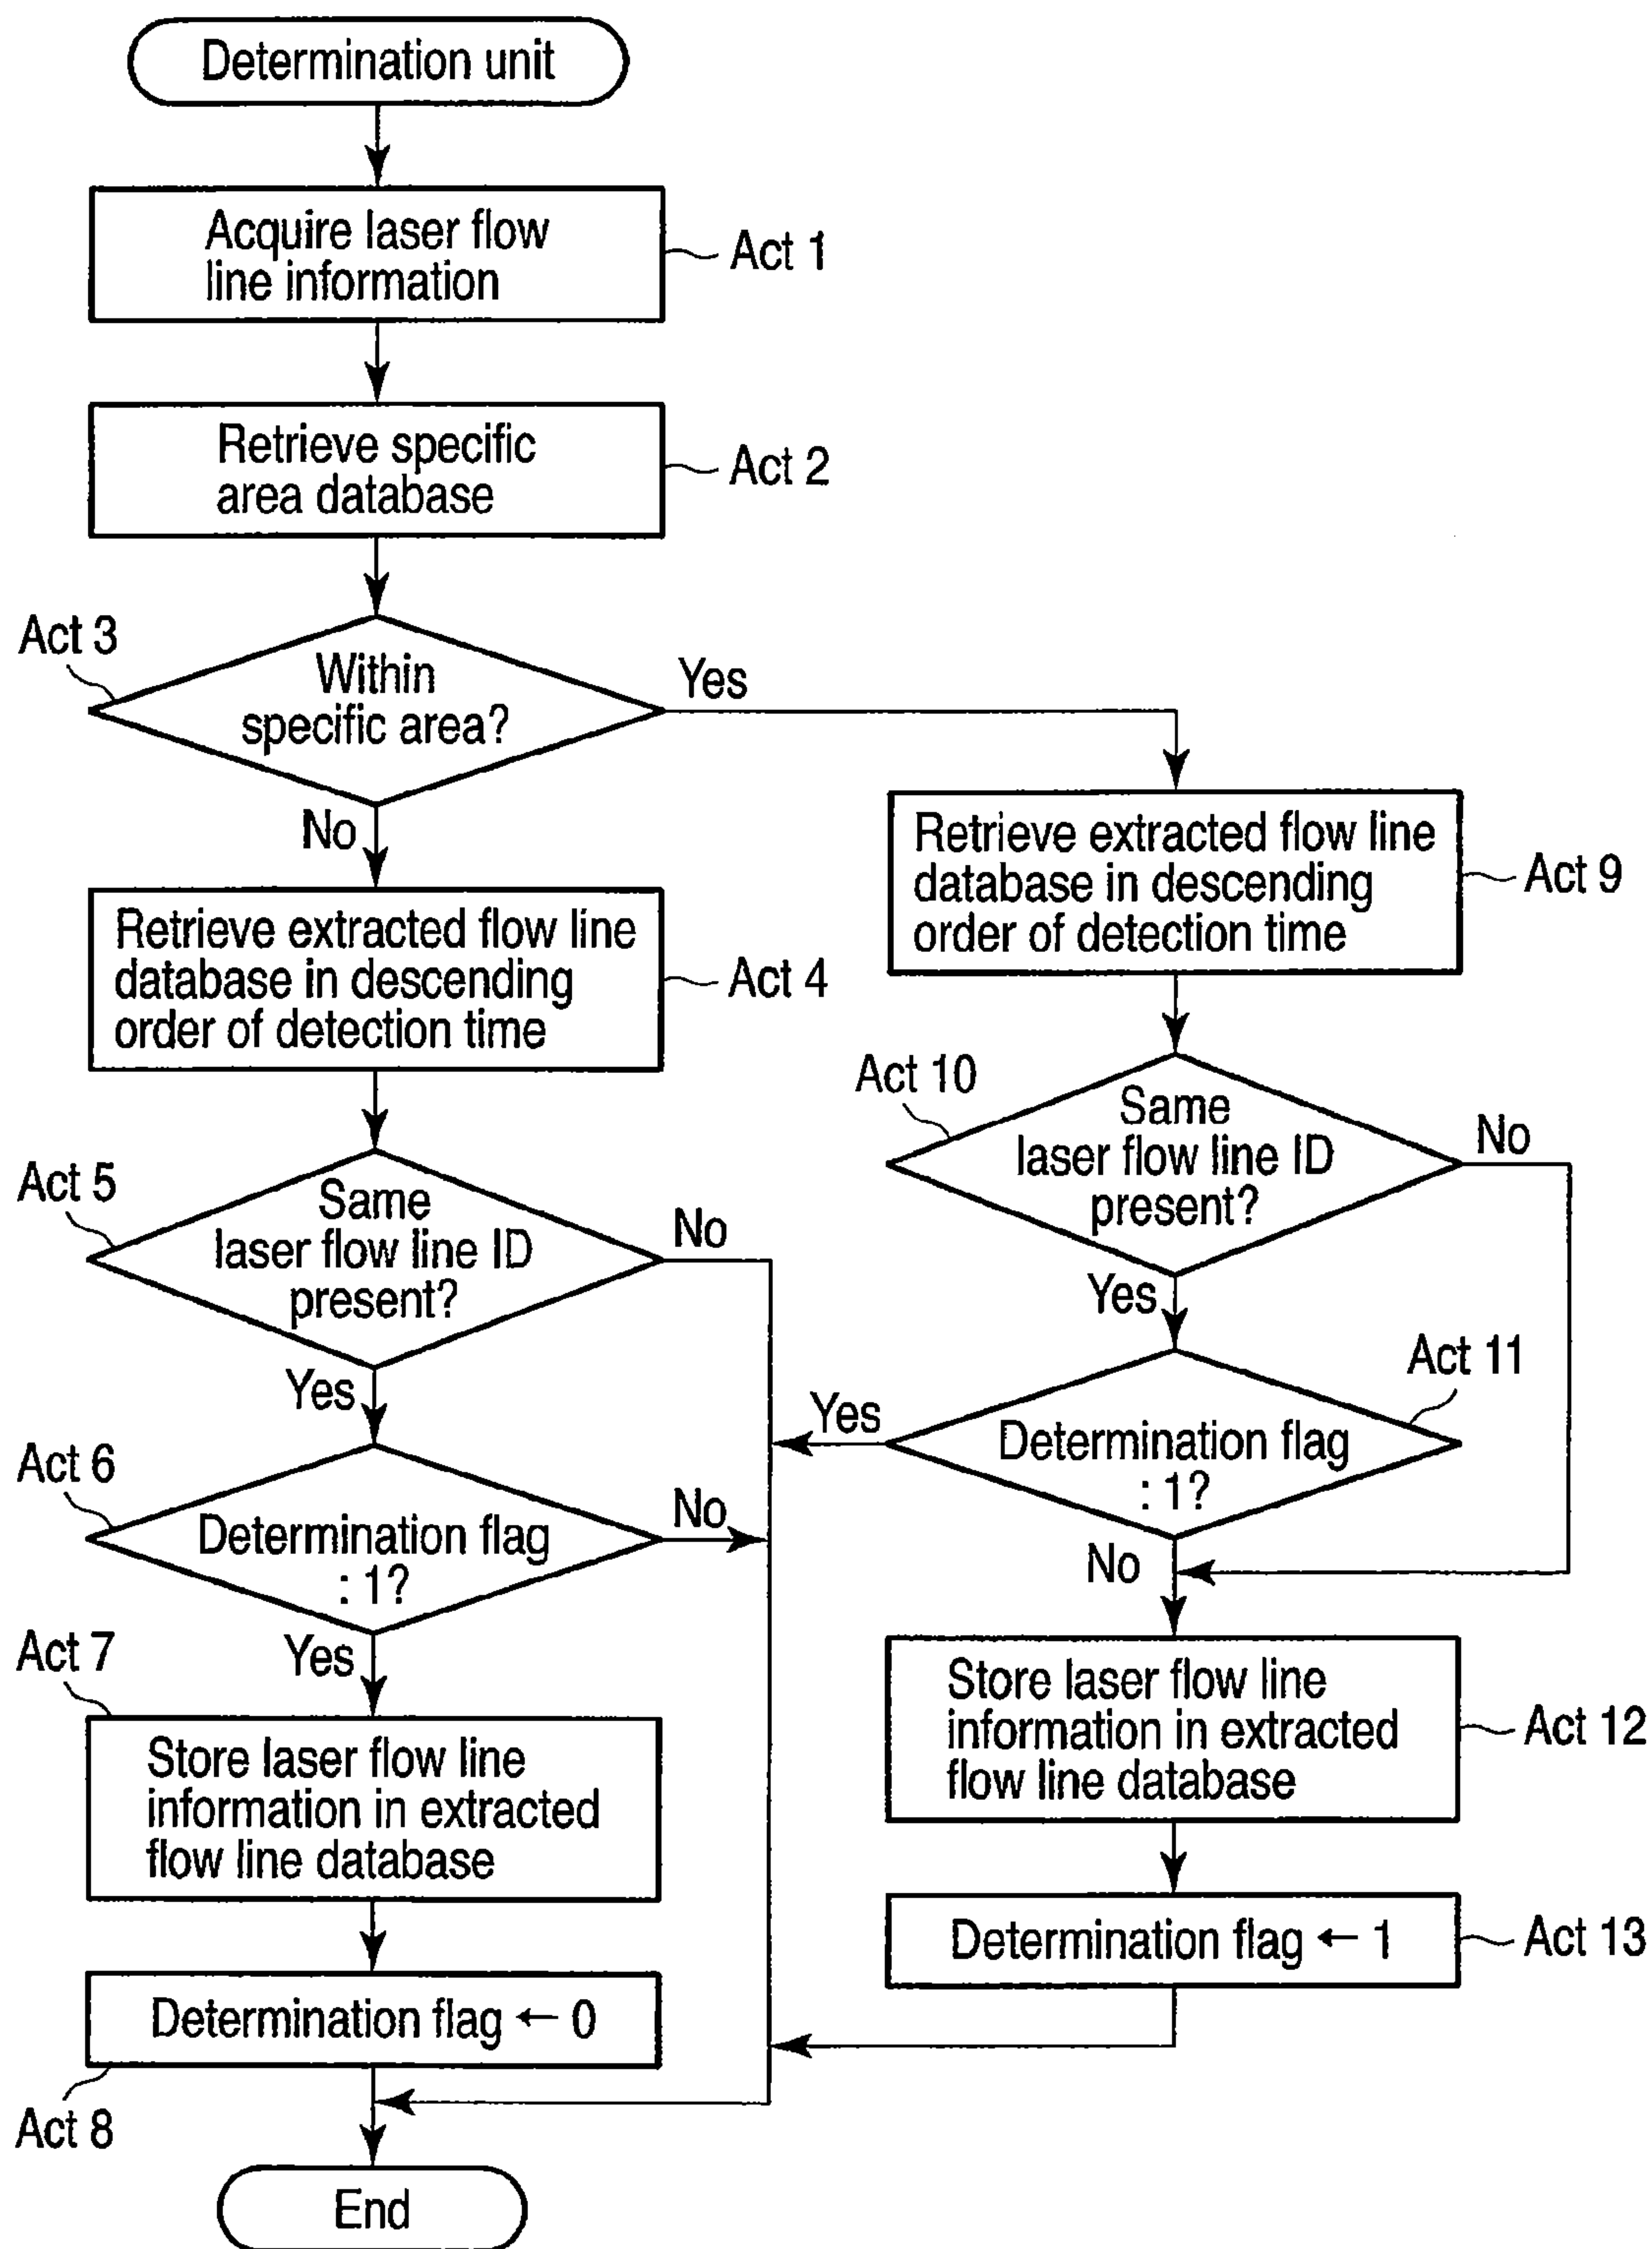 Determination unit
Acquire laser flow
line information
Act 1
Retrieve specific
area database
Act 2
Act 3
Within
specific area?
Yes
No
Retrieve extracted flow line
database in descending
order of detection time
Act 4
Act 5
Same
laser flow line ID
present?
No
Yes
Act 6
Determination flag
: 1?
No
Yes
Act 7
Store laser flow line
information in extracted
flow line database
Determination flag ← 0
Act 8
End
Retrieve extracted flow line
database in descending
order of detection time
Act 9
Act 10
Same
laser flow line ID
present?
No
Yes
Act 11
Determination flag
: 1?
Yes
No
Store laser flow line
information in extracted
flow line database
Act 12
Determination flag ← 1
Act 13